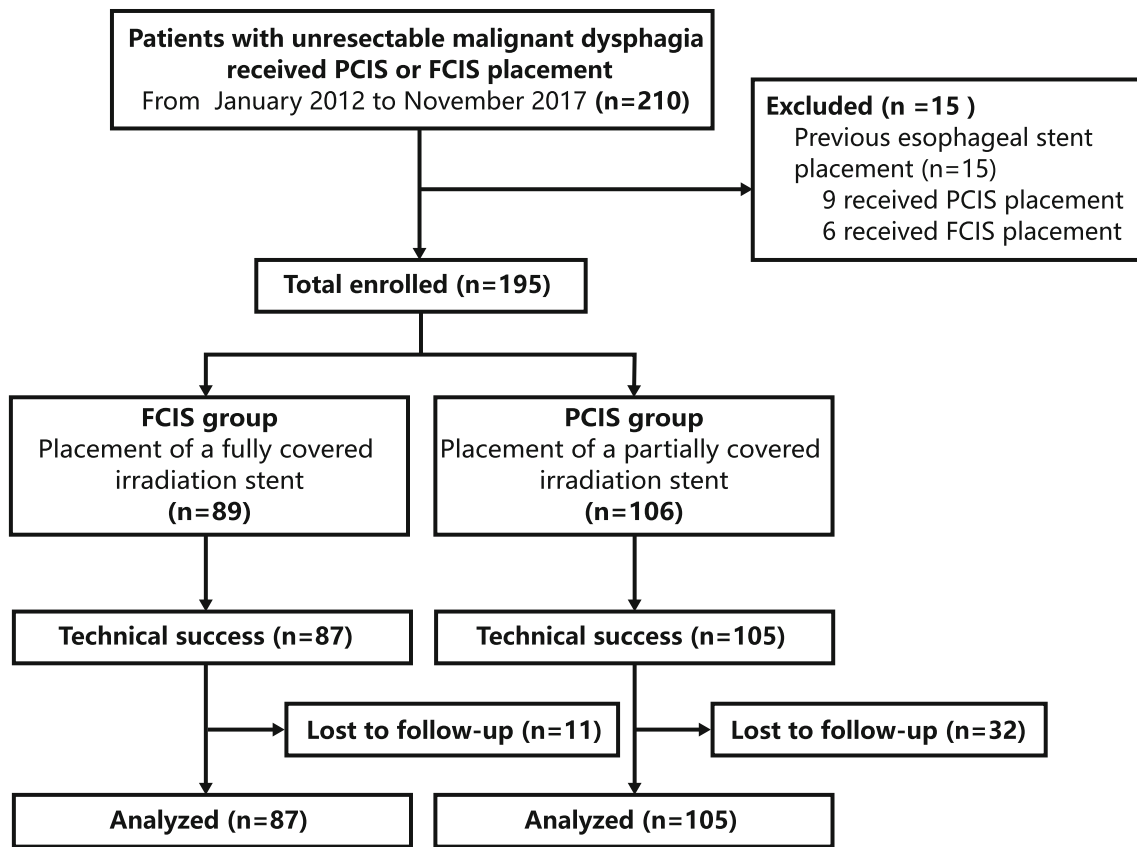 Patients with unresectable malignant dysphagia
received PCIS or FCIS placement
From January 2012 to November 2017 (n=210)
Excluded (n =15 )
Previous esophageal stent
placement (n=15)
9 received PCIS placement
6 received FCIS placement
Total enrolled (n=195)
FCIS group
Placement of a fully covered
irradiation stent
(n=89)
PCIS group
Placement of a partially covered
irradiation stent
(n=106)
Technical success (n=87)
Technical success (n=105)
Lost to follow-up (n=11)
Lost to follow-up (n=32)
Analyzed (n=87)
Analyzed (n=105)